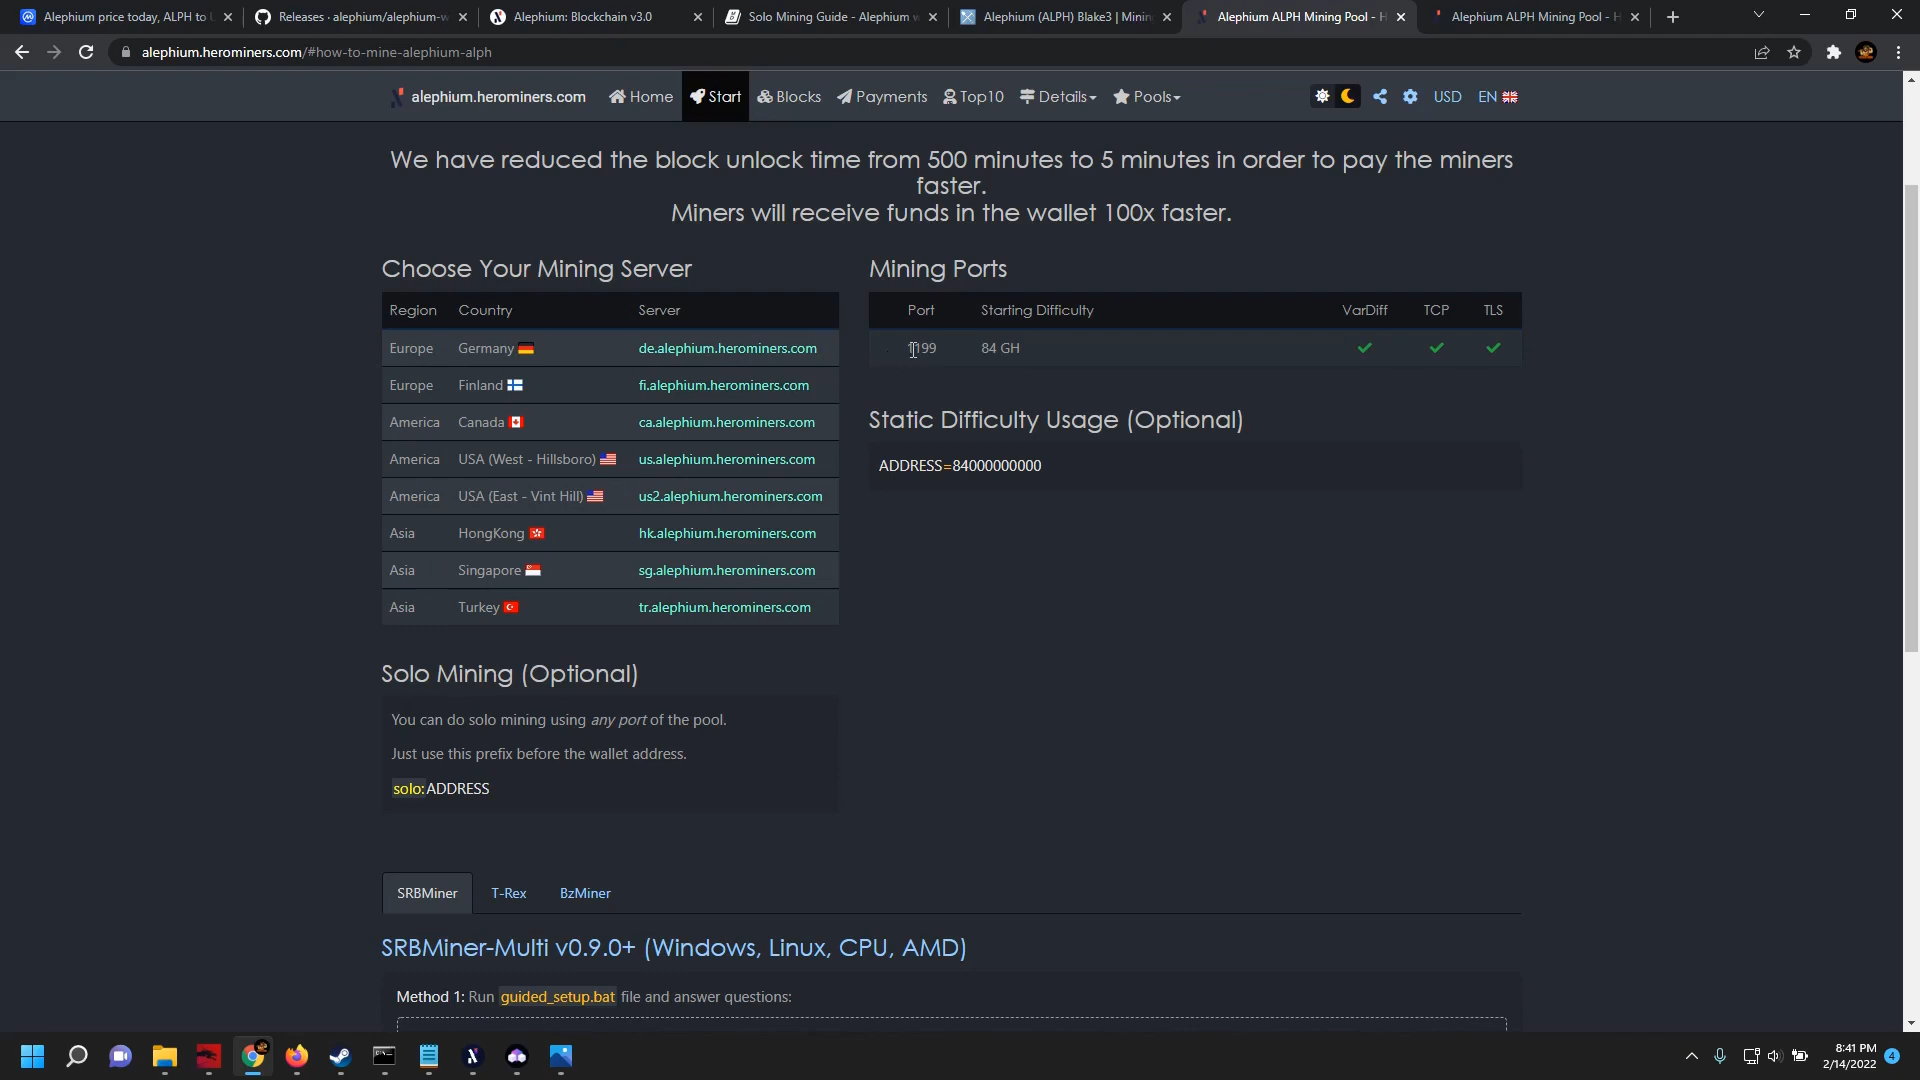 Alephium price today, ALPH to U
Releases · alephium/alephium-w
Alephium: Blockchain v3.0
Solo Mining Guide - Alephium w
Alephium (ALPH) Blake3 | Minin
Alephium ALPH Mining Pool - H
Alephium ALPH Mining Pool - H
alephium.herominers.com/#how-to-mine-alephium-alph
alephium.herominers.com Home Start Blocks Payments Top10 Details Pools USD EN
We have reduced the block unlock time from 500 minutes to 5 minutes in order to pay the miners
faster.
Miners will receive funds in the wallet 100x faster.
Choose Your Mining Server
Region Country Server
Europe Germany de.alephium.herominers.com
Europe Finland fi.alephium.herominers.com
America Canada ca.alephium.herominers.com
America USA (West - Hillsboro) us.alephium.herominers.com
America USA (East - Vint Hill) us2.alephium.herominers.com
Asia HongKong hk.alephium.herominers.com
Asia Singapore sg.alephium.herominers.com
Asia Turkey tr.alephium.herominers.com
Mining Ports
Port Starting Difficulty VarDiff TCP TLS
84 GH
Static Difficulty Usage (Optional)
ADDRESS=84000000000
Solo Mining (Optional)
You can do solo mining using any port of the pool.
Just use this prefix before the wallet address.
solo:ADDRESS
SRBMiner T-Rex BzMiner
SRBMiner-Multi v0.9.0+ (Windows, Linux, CPU, AMD)
Method 1: Run guided_setup.bat file and answer questions:
8:41 PM
2/14/2022
4